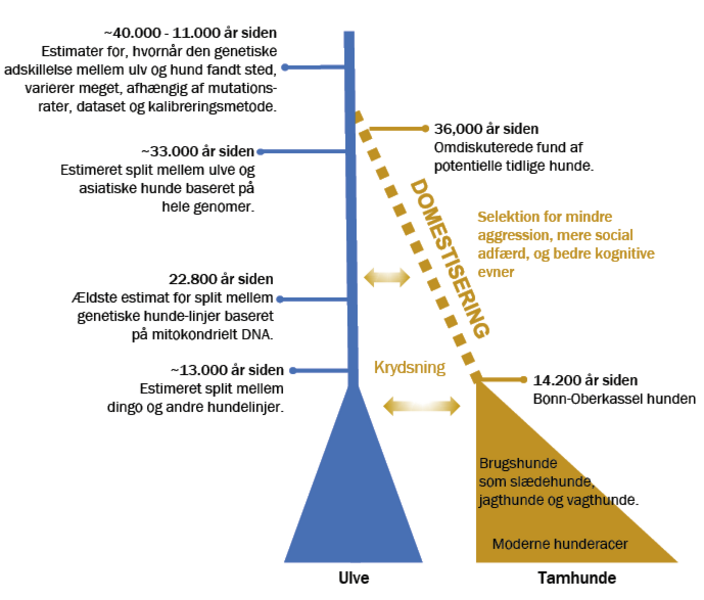 ~40.000 - 11.000 år siden
Estimater for, hvornår den genetiske
adskillelse mellem ulv og hund fandt sted,
varierer meget, afhængig af mutations-
rater, dataset og kalibreringsmetode.
36,000 år siden
Omdiskuterede fund af
potentielle tidlige hunde.
~33.000 år siden
Estimeret split mellem ulve og
asiatiske hunde baseret på
hele genomer.
DOMESTISERING
Selektion for mindre
aggression, mere social
adfærd, og bedre kognitive
evner
22.800 år siden
Ældste estimat for split mellem
genetiske hunde-linjer baseret
på mitokondrielt DNA.
~13.000 år siden
Estimeret split mellem
dingo og andre hundelinjer.
Krydsning
14.200 år siden
Bonn-Oberkassel hunden
Brugshunde
som slædehunde,
jagthunde og vagthunde.
Moderne hunderacer
Ulve
Tamhunde